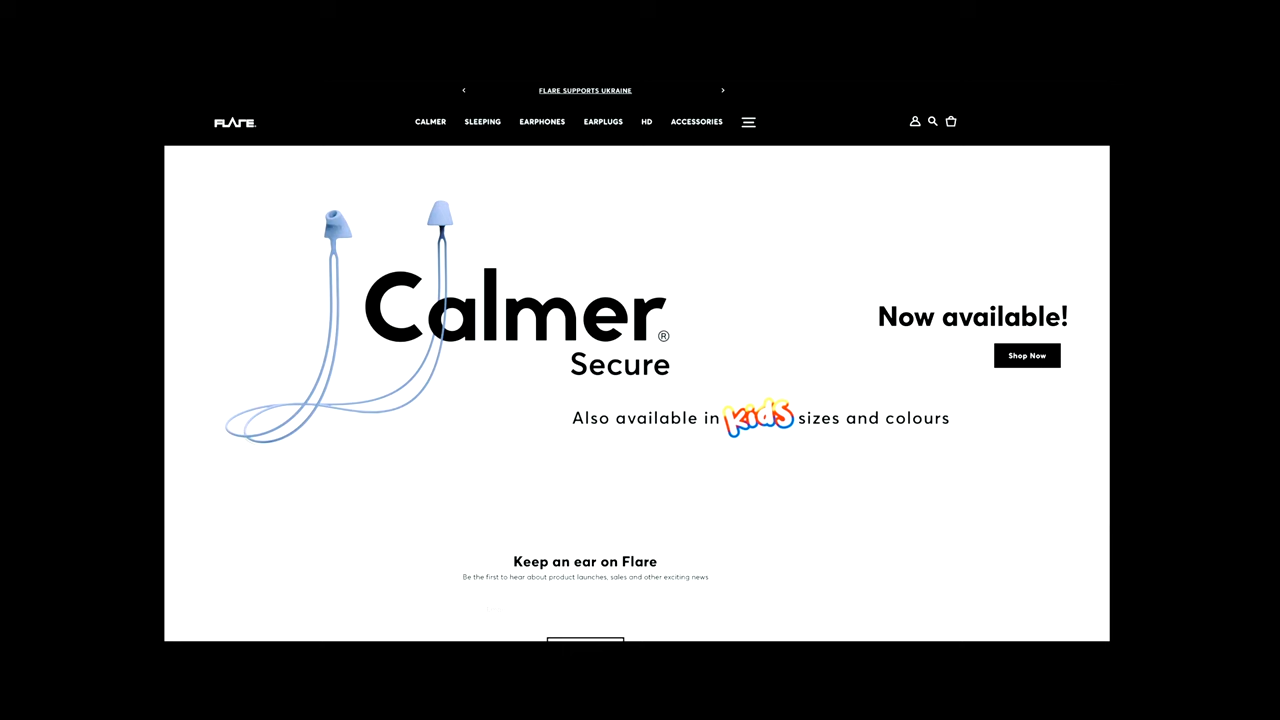 FLARE SUPPORTS UKRAINE
FLARE.
CALMER SLEEPING EARPHONES EARPLUGS HD ACCESSORIES
Calmer®
Secure
Now available!
Shop Now
Also available in kids sizes and colours
Keep an ear on Flare
Be the first to hear about product launches, sales and other exciting news